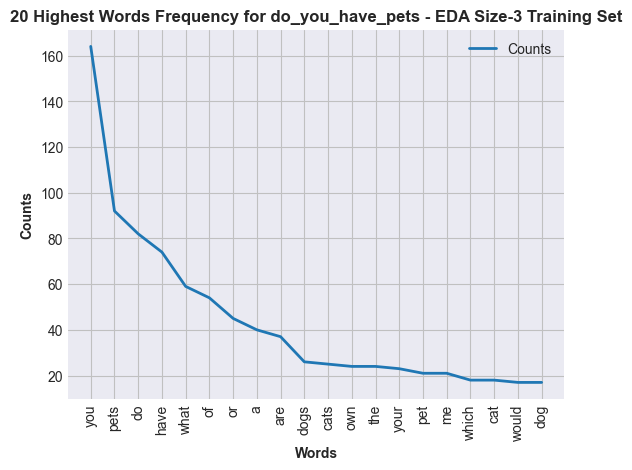 20 Highest Words Frequency for do_you_have_pets - EDA Size-3 Training Set
Counts
160
140
120
100
80
60
40
20
Counts
you
pets
do
have
what
of
or
a
are
dogs
cats
own
the
your
pet
me
which
cat
would
dog
Words